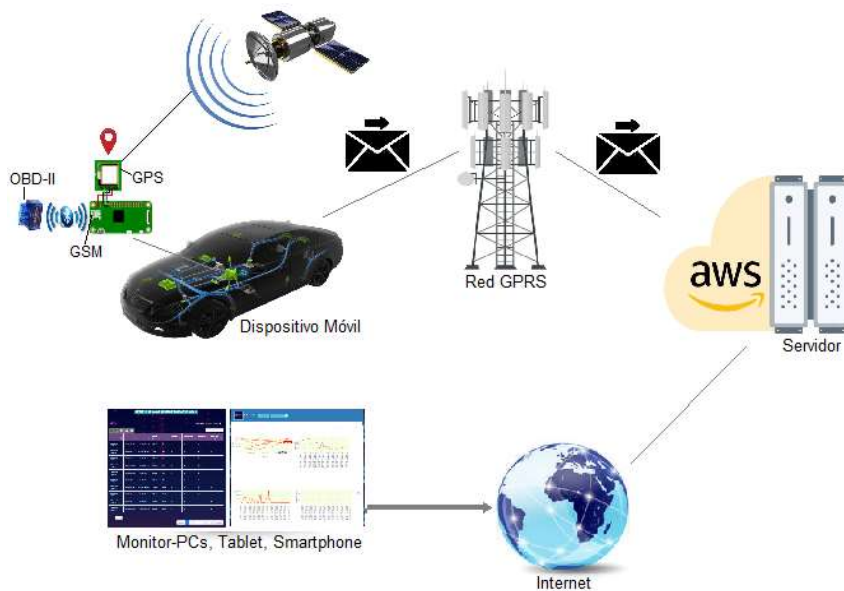 OBD-II
GPS
GSM
Dispositivo Móvil
Red GPRS
aws
Servidor
Monitor-PCs, Tablet, Smartphone
Internet